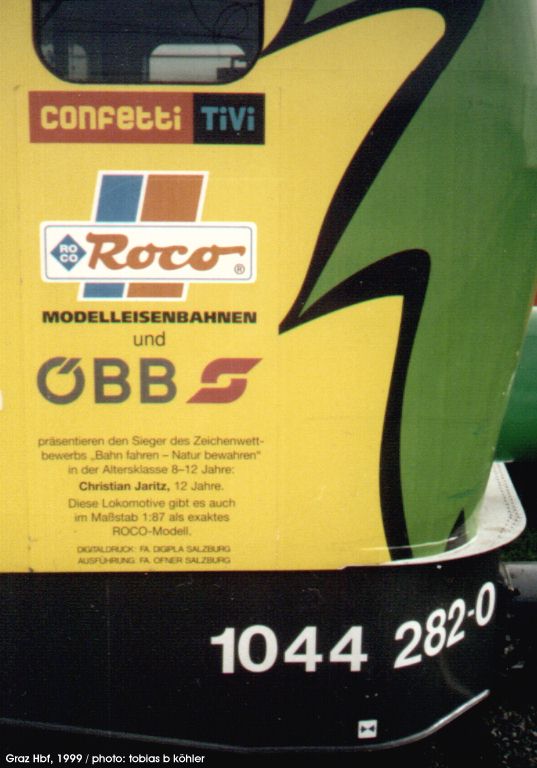 confetti TiVi
RO
CO
Roco ®
MODELLEISENBAHNEN
und
ÖBB
präsentieren den Sieger des Zeichenwett-
bewerbs „Bahn fahren – Natur bewahren“
in der Altersklasse 8–12 Jahre:
Christian Jaritz, 12 Jahre.
Diese Lokomotive gibt es auch
im Maßstab 1:87 als exaktes
ROCO-Modell.
DIGITALDRUCK: FA. DIGIPLA SALZBURG
AUSFÜHRUNG: FA. OFNER SALZBURG
1044 282-0
Graz Hbf, 1999 / photo: tobias b köhler